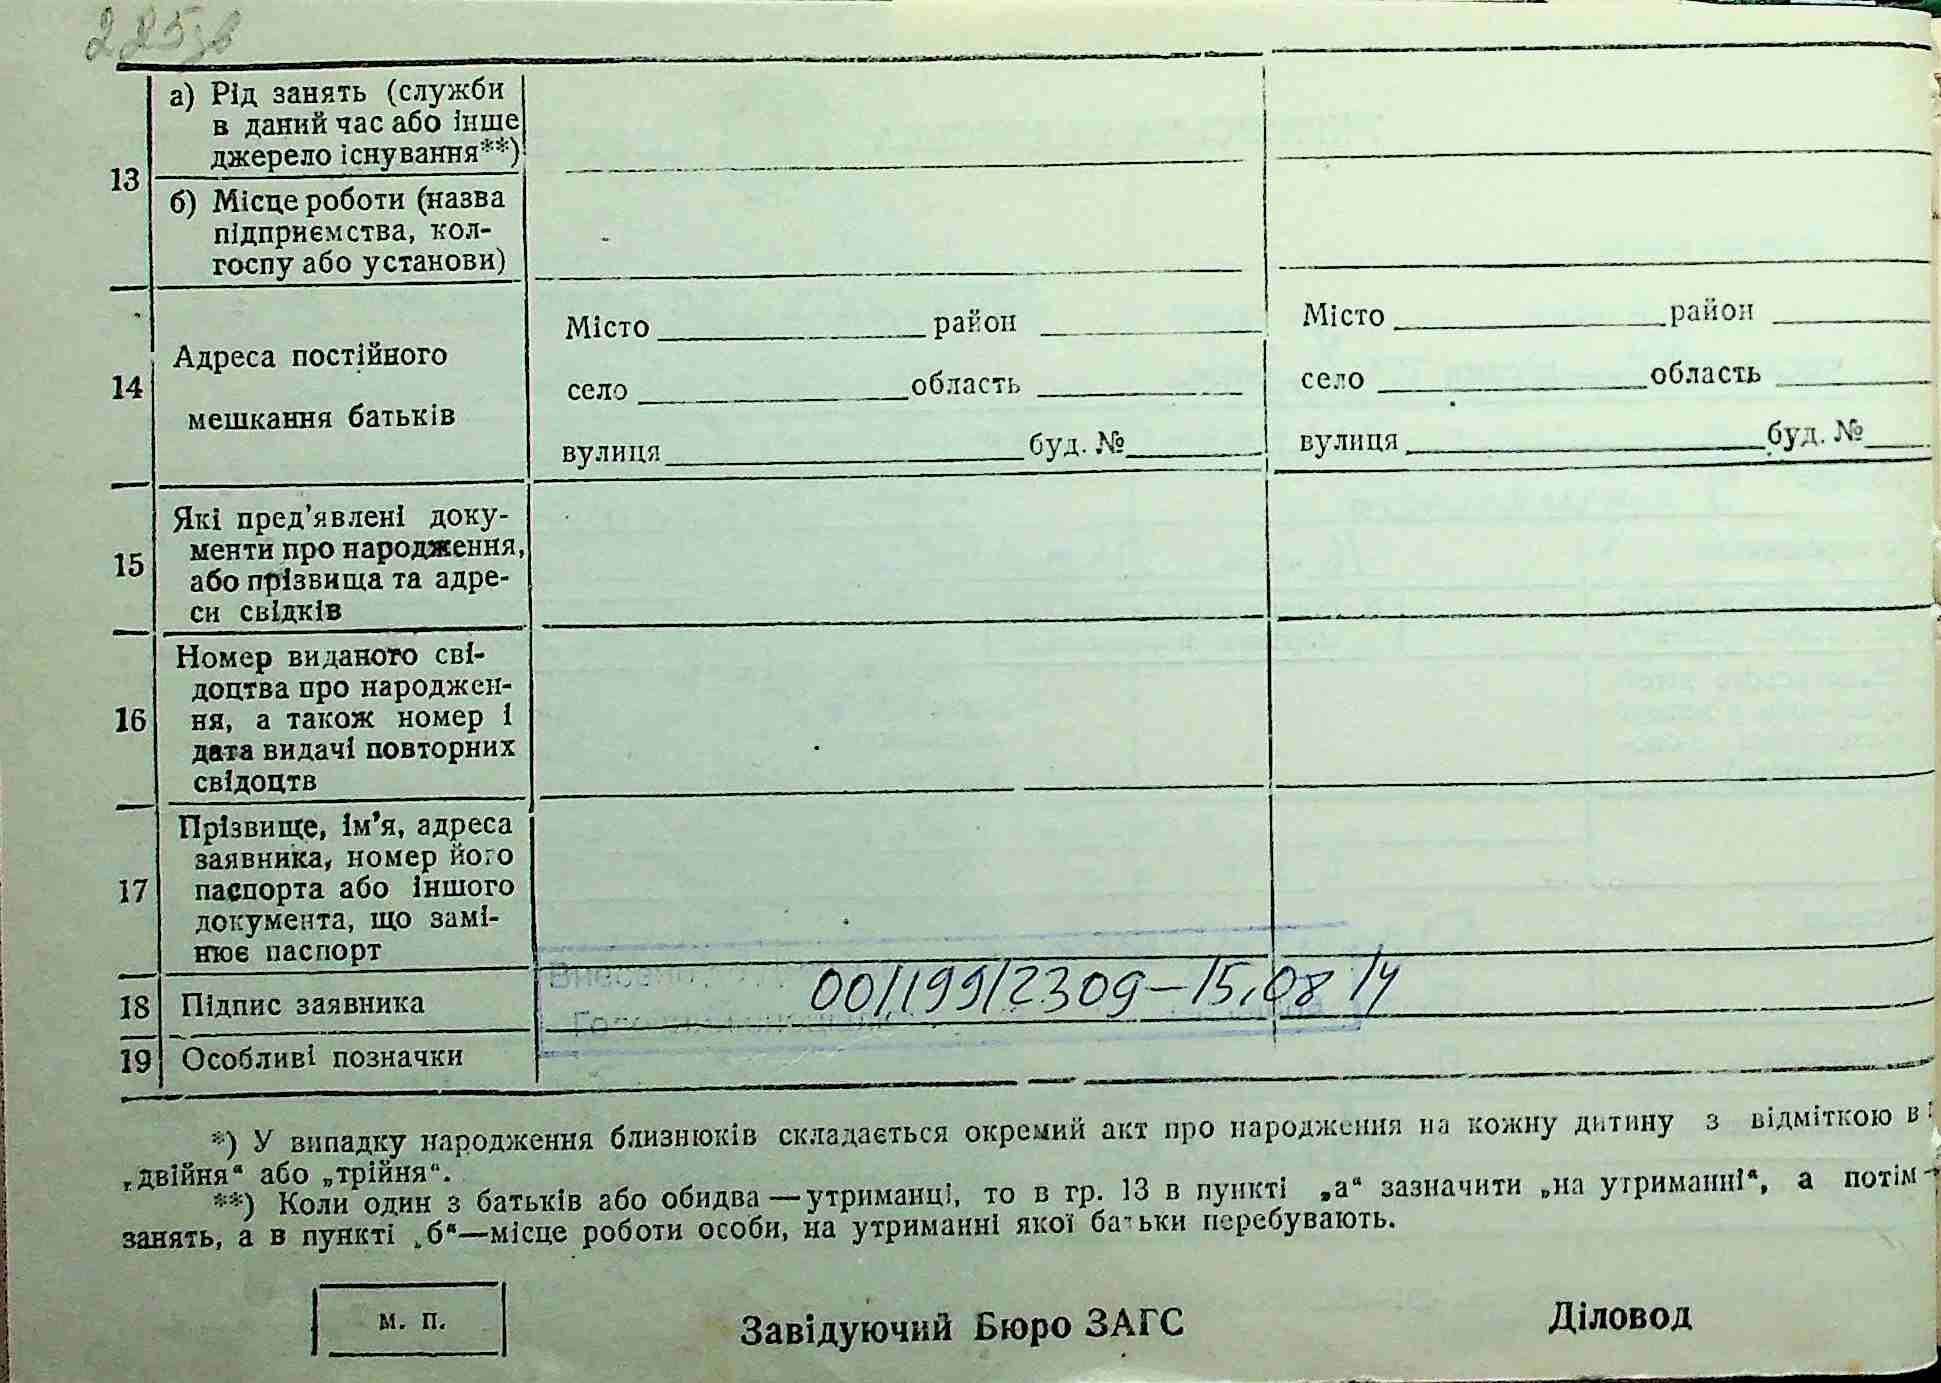 225зв
13
а) Рід занять (служби
в даний час або інше
джерело існування**)
б) Місце роботи (назва
підприємства, кол-
госпу або установи)
14
Адреса постійного
мешкання батьків
Місто район
село область
вулиця буд. №
Місто район
село область
вулиця буд. №
15
Які пред’явлені доку-
менти про народження,
або прізвища та адре-
си свідків
16
Номер виданого сві-
доцтва про народжен-
ня, а також номер і
дата видачі повторних
свідоцтв
17
Прізвище, ім’я, адреса
заявника, номер його
паспорта або іншого
документа, що замі-
нює паспорт
18 Підпис заявника
00/199/2309-15.08 14
19 Особливі позначки
*) У випадку народження близнюків складається окремий акт про народження на кожну дитину з відміткою в
„двійня“ або „трійня“.
**) Коли один з батьків або обидва—утриманці, то в гр. 13 в пункті „а“ зазначити „на утриманні“, а потім
занять, а в пункті „б“—місце роботи особи, на утриманні якої батьки перебувають.
м. п.
Завідуючий Бюро ЗАГС
Діловод